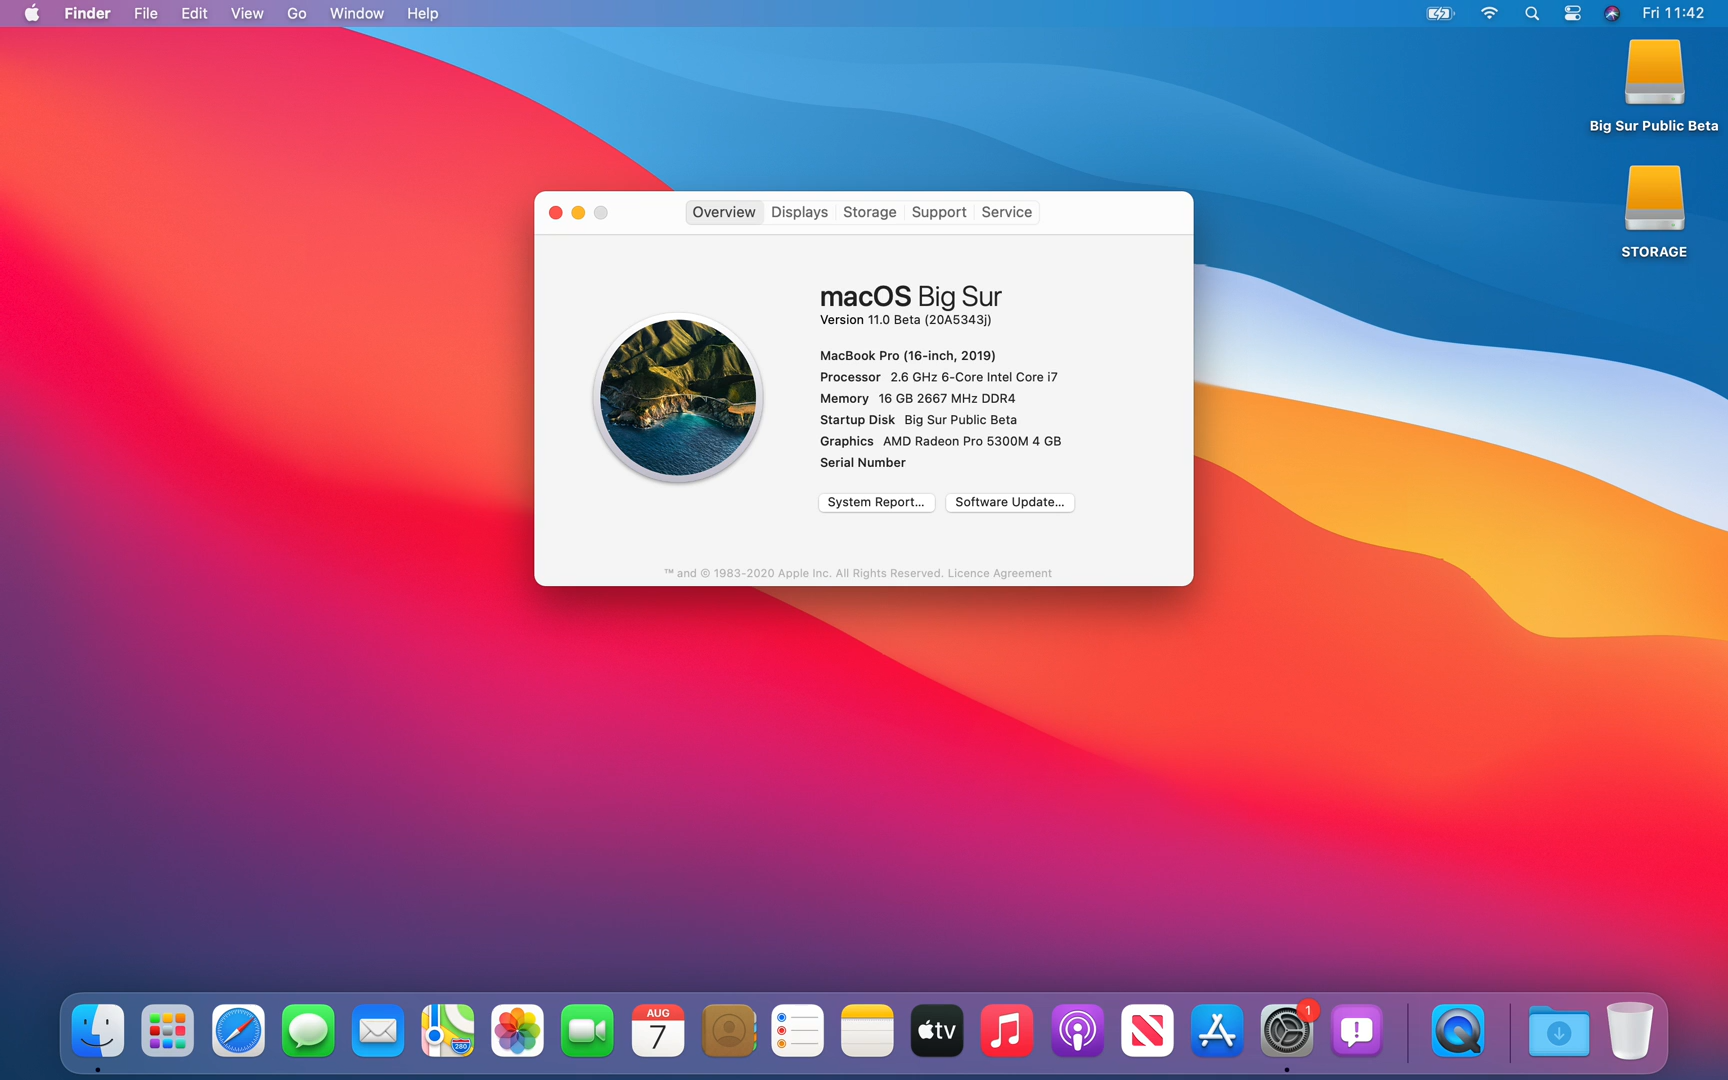 Finder File Edit View Go Window Help
Fri 11:42
Big Sur Public Beta
STORAGE
Overview Displays Storage Support Service
macOS Big Sur
Version 11.0 Beta (20A5343j)
MacBook Pro (16-inch, 2019)
Processor 2.6 GHz 6-Core Intel Core i7
Memory 16 GB 2667 MHz DDR4
Startup Disk Big Sur Public Beta
Graphics AMD Radeon Pro 5300M 4 GB
Serial Number
System Report... Software Update...
™ and © 1983-2020 Apple Inc. All Rights Reserved. Licence Agreement
280
AUG
7
tv
1